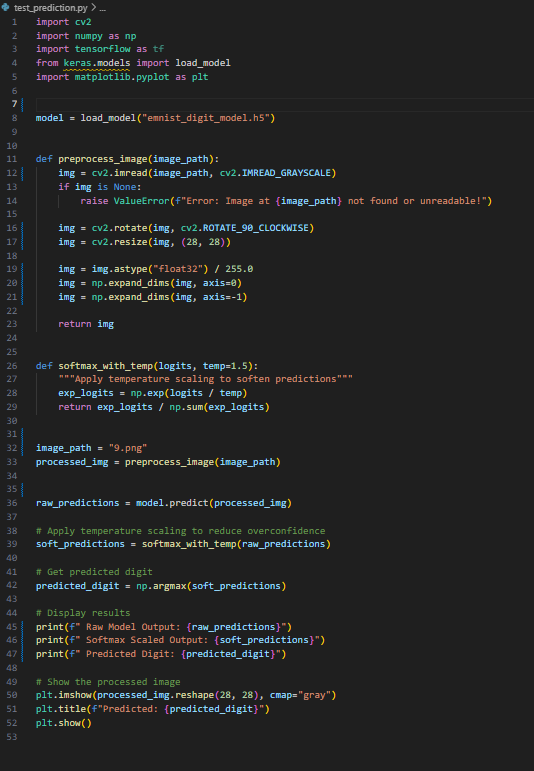 test_prediction.py > ...
1 import cv2
2 import numpy as np
3 import tensorflow as tf
4 from keras.models import load_model
5 import matplotlib.pyplot as plt
6
7
8 model = load_model("emnist_digit_model.h5")
9
10
11 def preprocess_image(image_path):
12     img = cv2.imread(image_path, cv2.IMREAD_GRAYSCALE)
13     if img is None:
14         raise ValueError(f"Error: Image at {image_path} not found or unreadable!")
15
16     img = cv2.rotate(img, cv2.ROTATE_90_CLOCKWISE)
17     img = cv2.resize(img, (28, 28))
18
19     img = img.astype("float32") / 255.0
20     img = np.expand_dims(img, axis=0)
21     img = np.expand_dims(img, axis=-1)
22
23     return img
24
25
26 def softmax_with_temp(logits, temp=1.5):
27     """Apply temperature scaling to soften predictions"""
28     exp_logits = np.exp(logits / temp)
29     return exp_logits / np.sum(exp_logits)
30
31
32 image_path = "9.png"
33 processed_img = preprocess_image(image_path)
34
35
36 raw_predictions = model.predict(processed_img)
37
38 # Apply temperature scaling to reduce overconfidence
39 soft_predictions = softmax_with_temp(raw_predictions)
40
41 # Get predicted digit
42 predicted_digit = np.argmax(soft_predictions)
43
44 # Display results
45 print(f" Raw Model Output: {raw_predictions}")
46 print(f" Softmax Scaled Output: {soft_predictions}")
47 print(f" Predicted Digit: {predicted_digit}")
48
49 # Show the processed image
50 plt.imshow(processed_img.reshape(28, 28), cmap="gray")
51 plt.title(f"Predicted: {predicted_digit}")
52 plt.show()
53